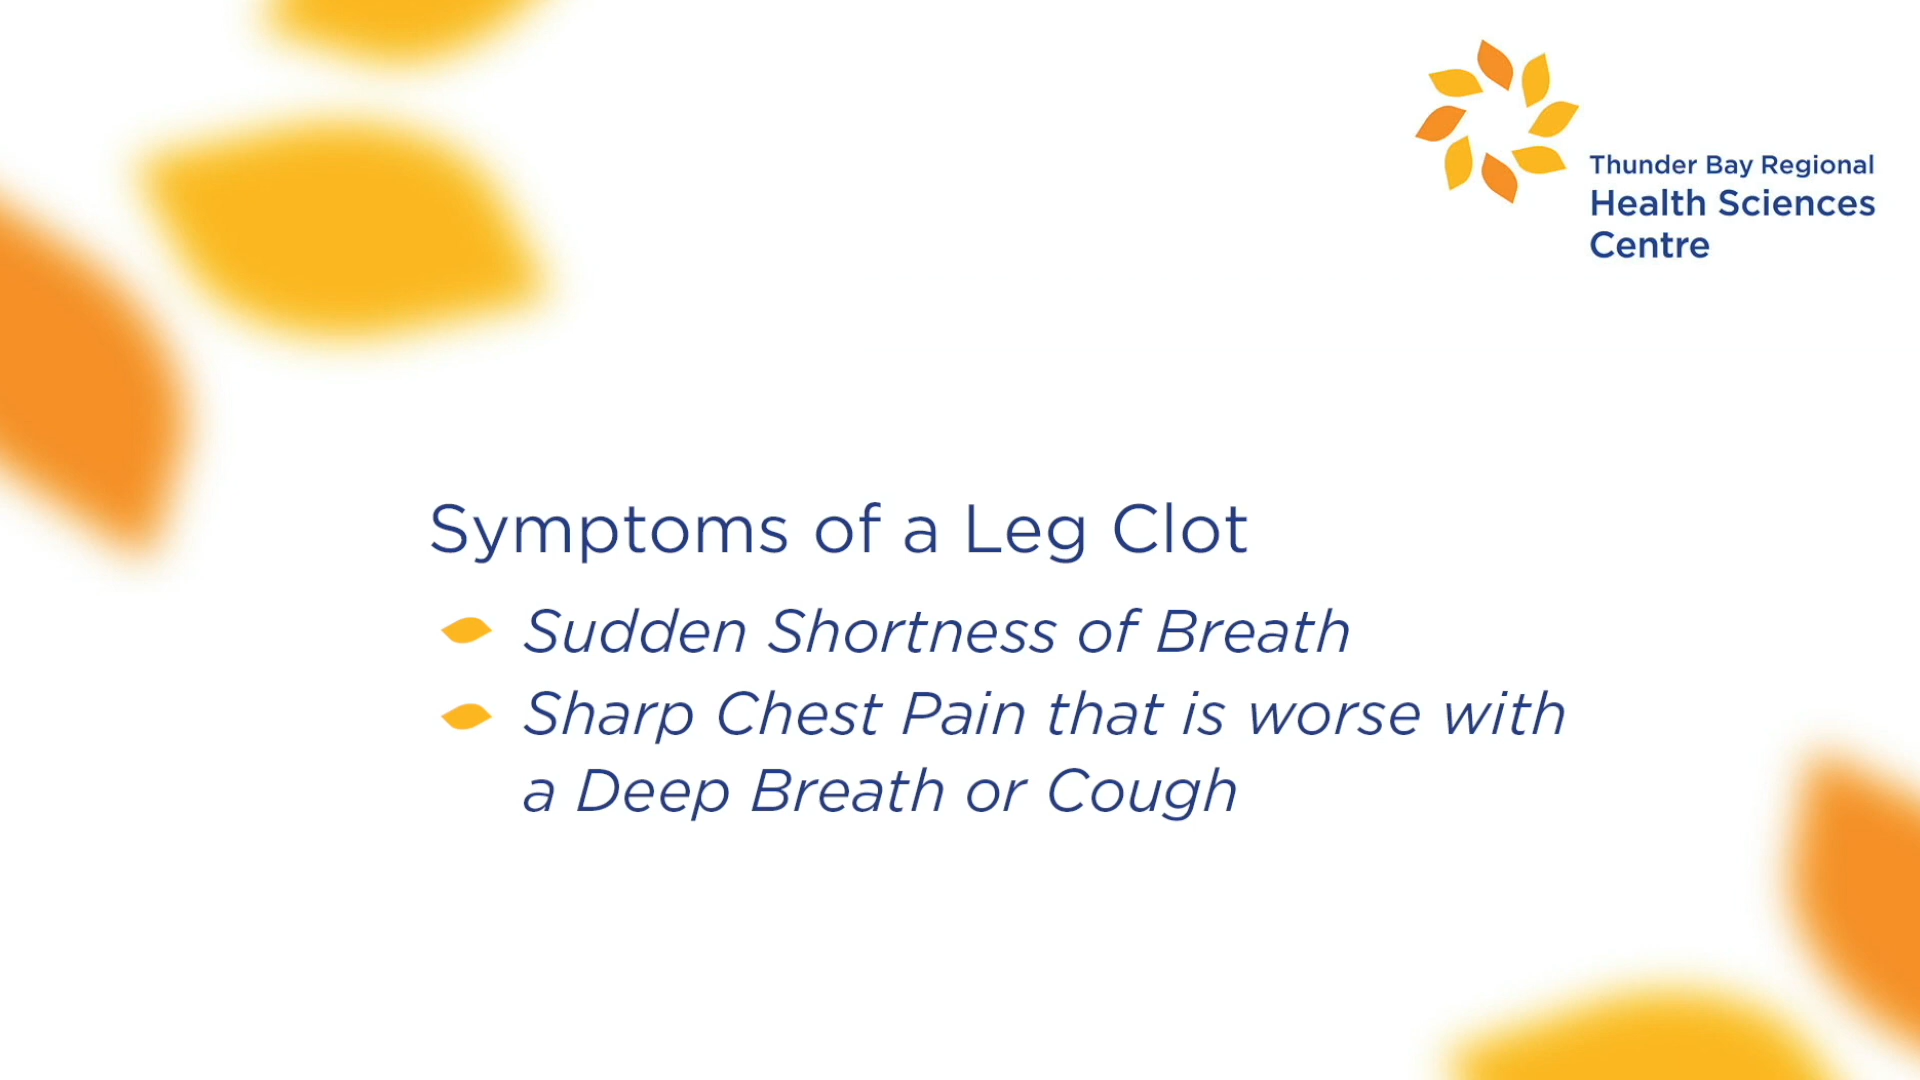 Thunder Bay Regional
Health Sciences
Centre
Symptoms of a Leg Clot
Sudden Shortness of Breath
Sharp Chest Pain that is worse with
a Deep Breath or Cough